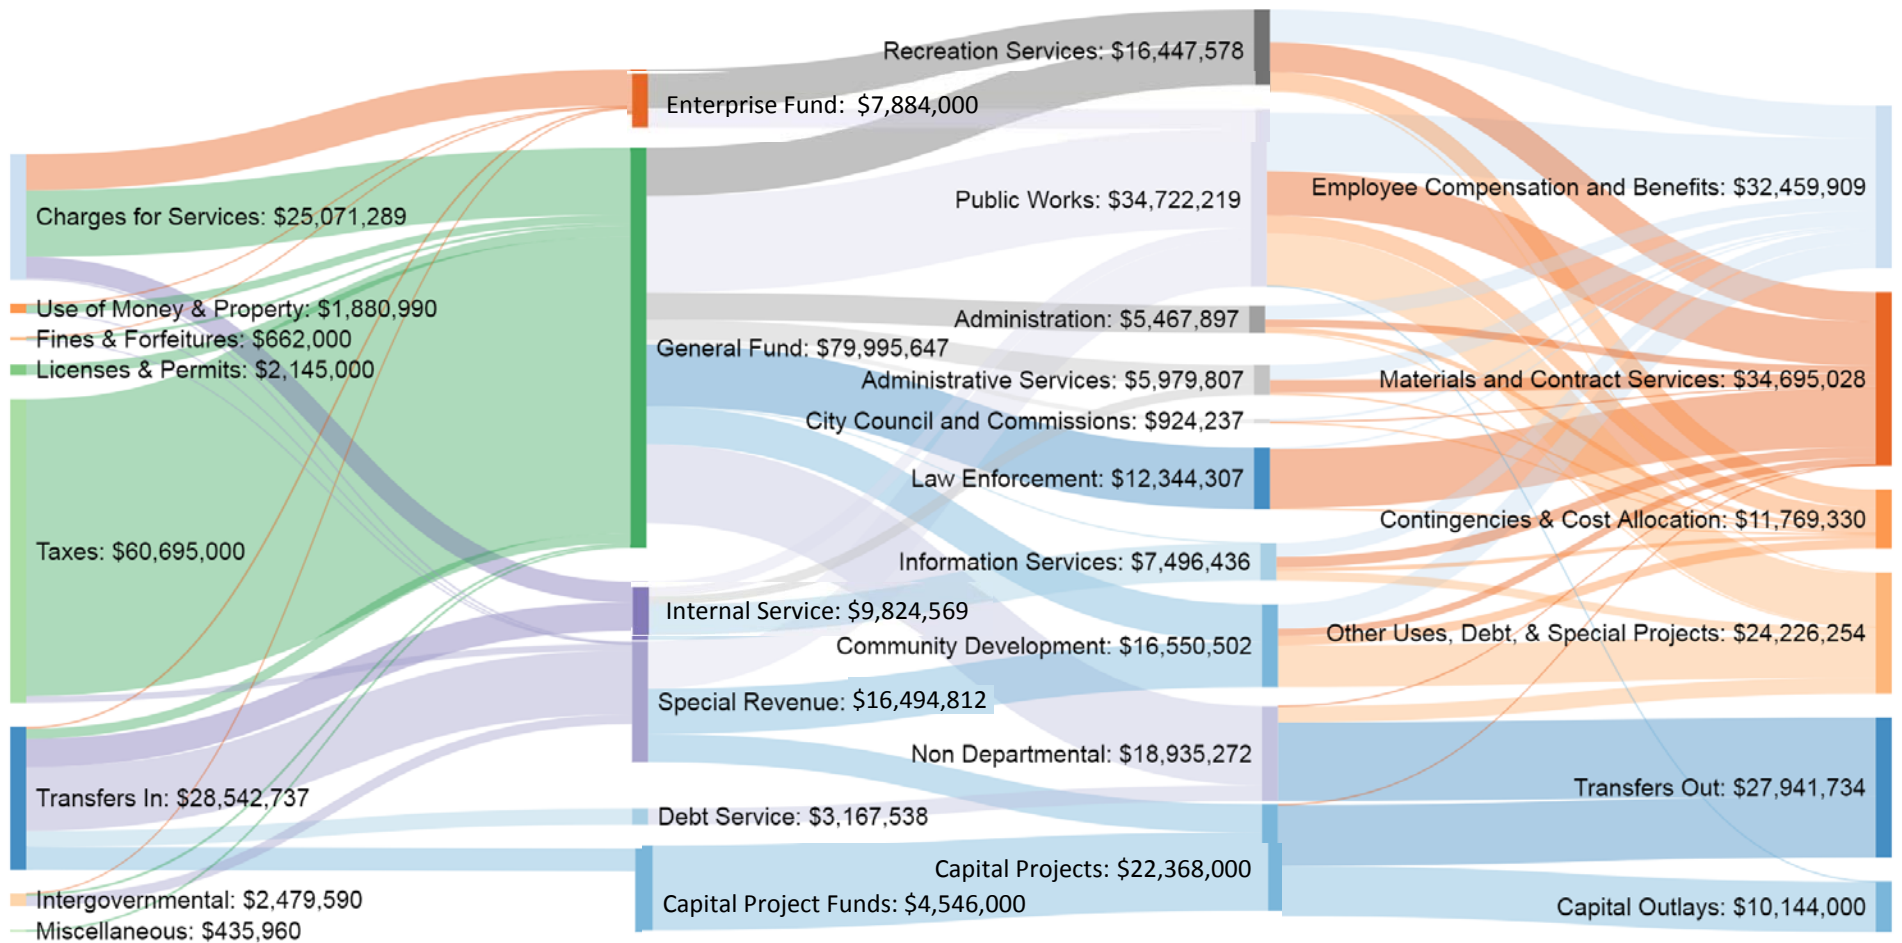 Charges for Services: $25,071,289
Use of Money & Property: $1,880,990
Fines & Forfeitures: $662,000
Licenses & Permits: $2,145,000
Taxes: $60,695,000
Transfers In: $28,542,737
Intergovernmental: $2,479,590
Miscellaneous: $435,960
Enterprise Fund: $7,884,000
General Fund: $79,995,647
Internal Service: $9,824,569
Special Revenue: $16,494,812
Debt Service: $3,167,538
Capital Project Funds: $4,546,000
Recreation Services: $16,447,578
Public Works: $34,722,219
Administration: $5,467,897
Administrative Services: $5,979,807
City Council and Commissions: $924,237
Law Enforcement: $12,344,307
Information Services: $7,496,436
Community Development: $16,550,502
Non Departmental: $18,935,272
Capital Projects: $22,368,000
Employee Compensation and Benefits: $32,459,909
Materials and Contract Services: $34,695,028
Contingencies & Cost Allocation: $11,769,330
Other Uses, Debt, & Special Projects: $24,226,254
Transfers Out: $27,941,734
Capital Outlays: $10,144,000